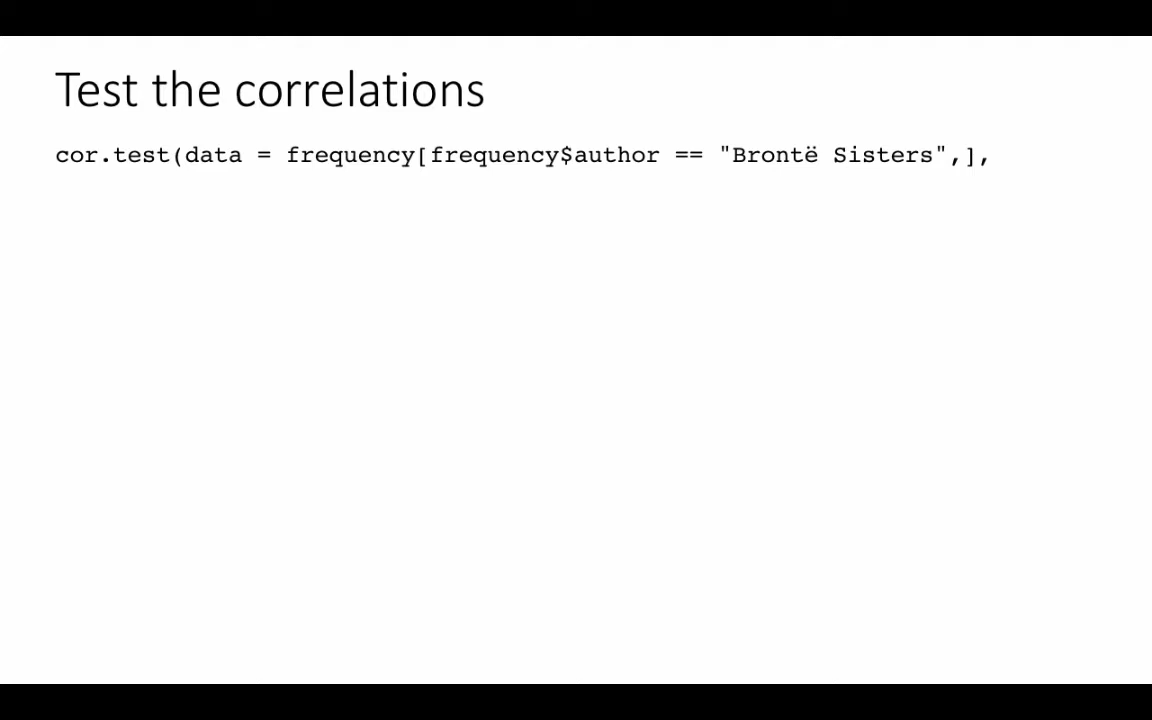 Test the correlations
cor.test(data = frequency[frequency$author == "Brontë Sisters",],